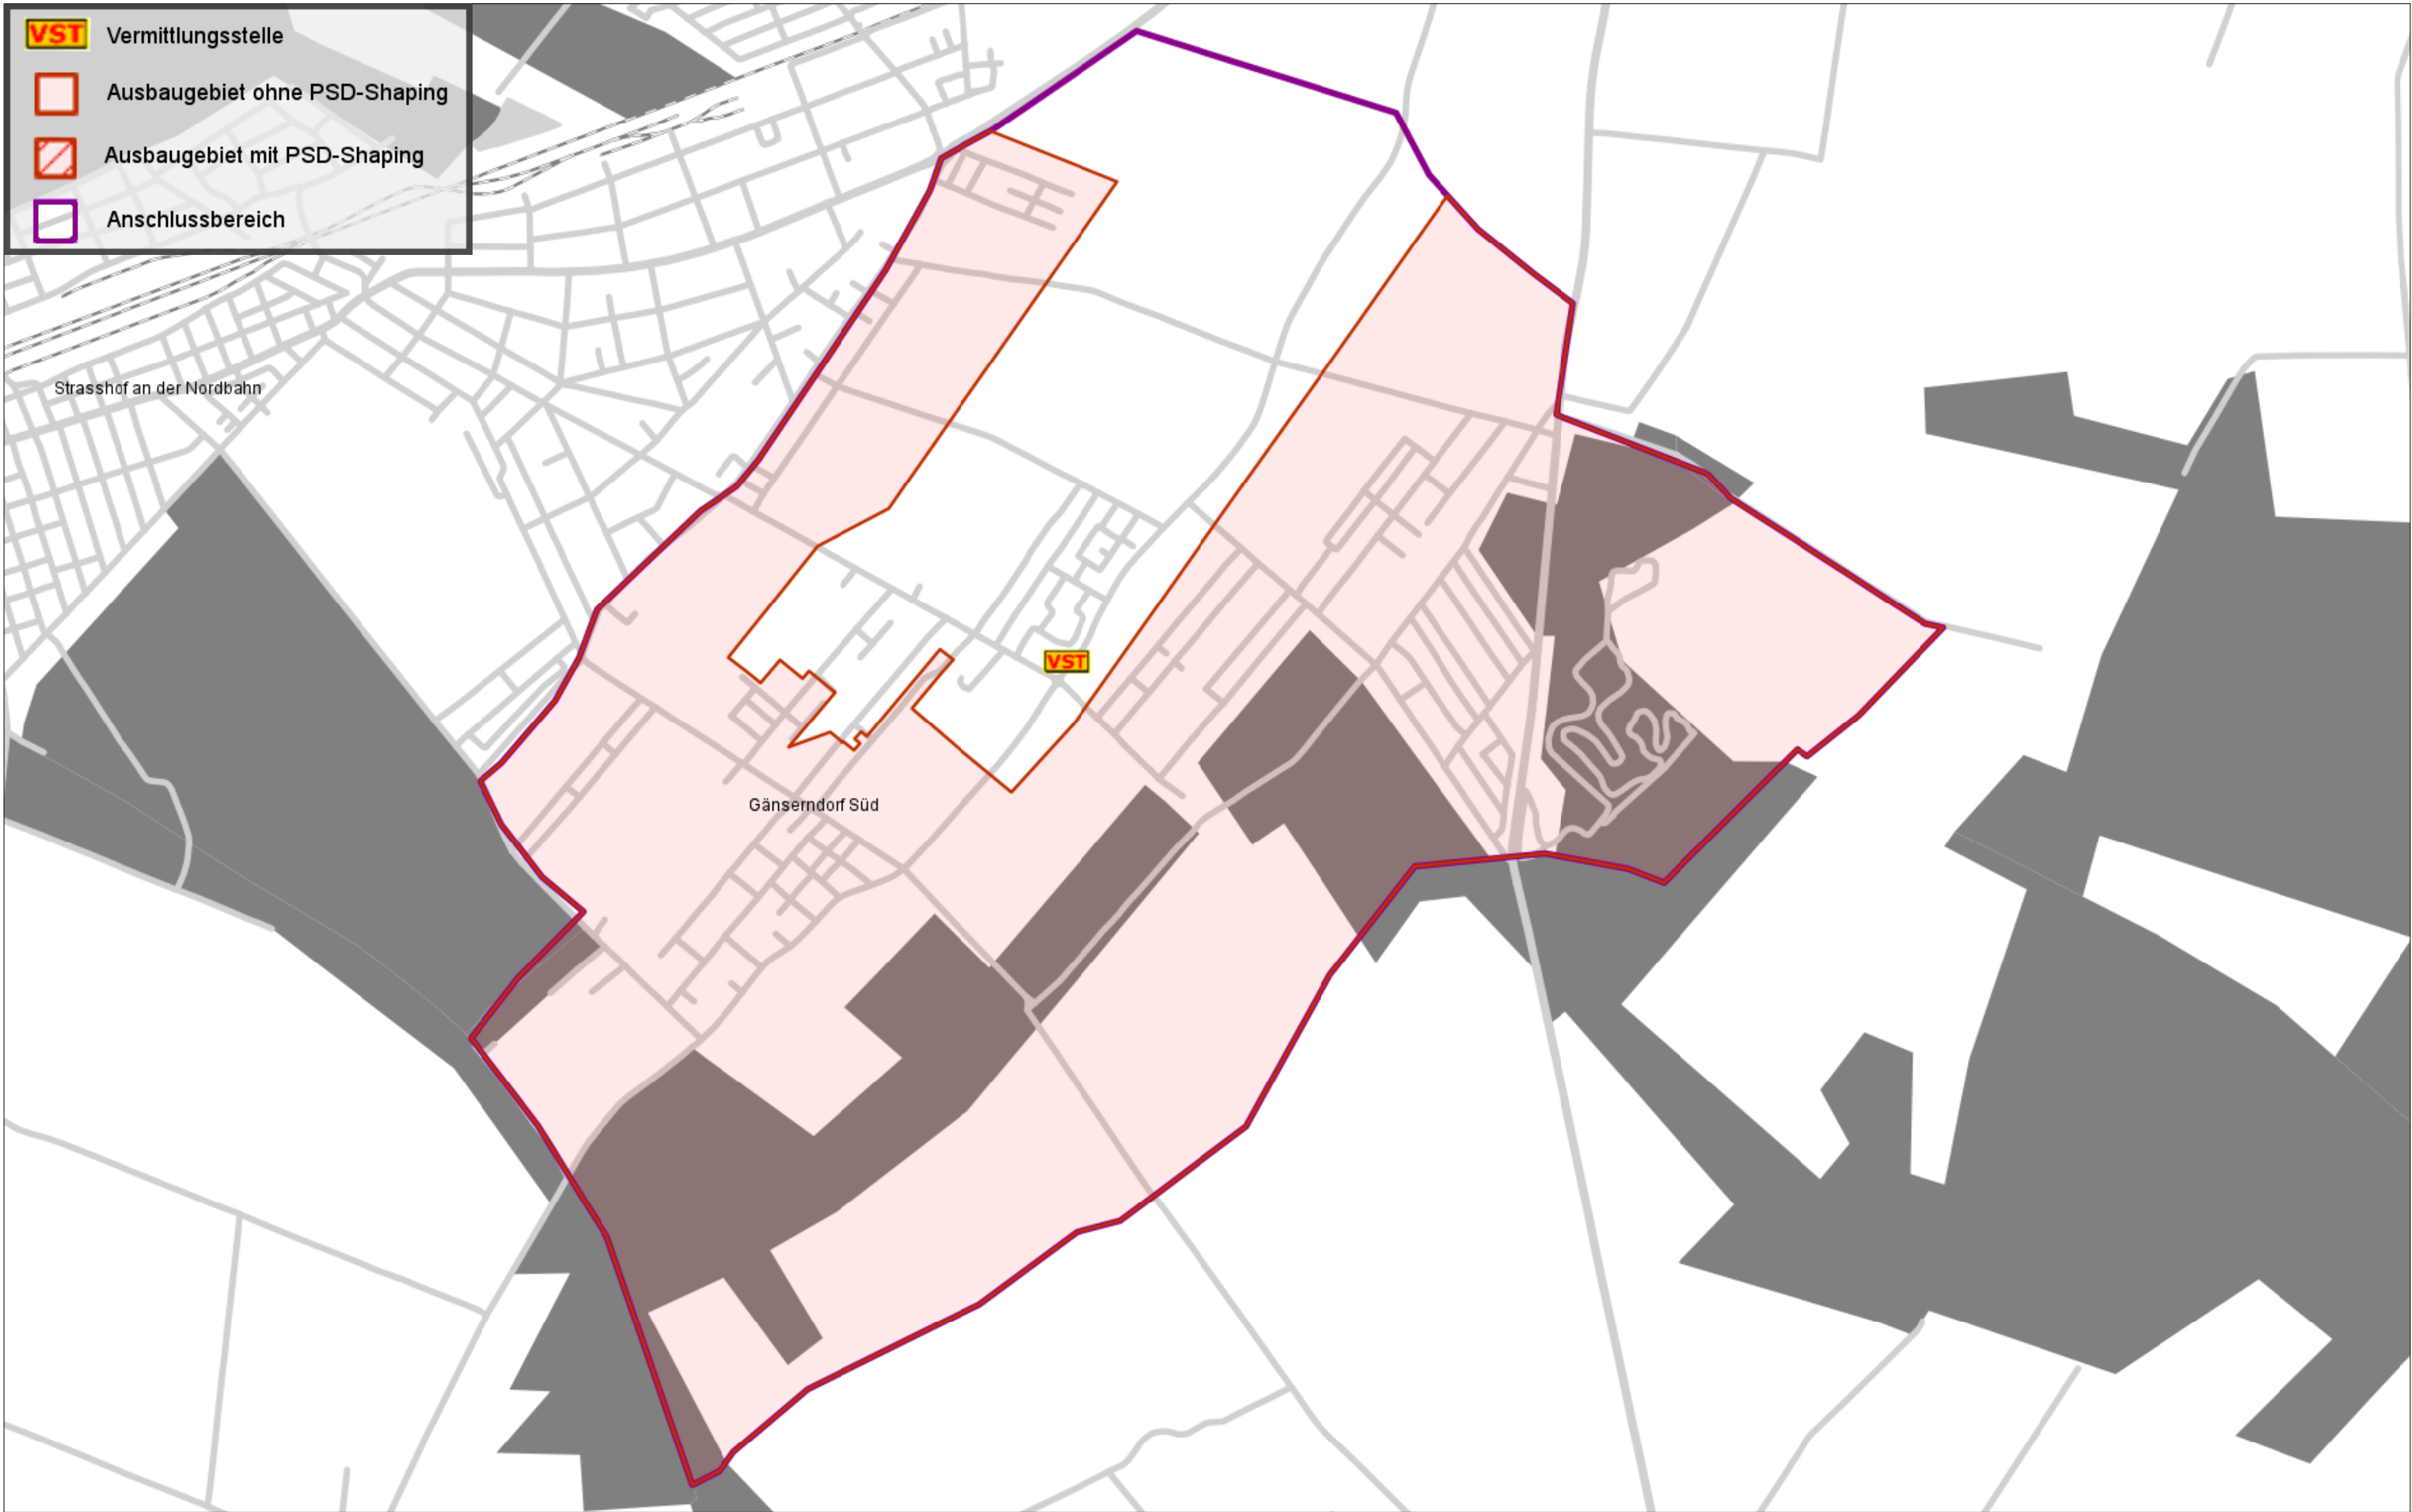 VST Vermittlungsstelle
Ausbaugebiet ohne PSD-Shaping
Ausbaugebiet mit PSD-Shaping
Anschlussbereich
Strasshof an der Nordbahn
VST
Gänserndorf Süd